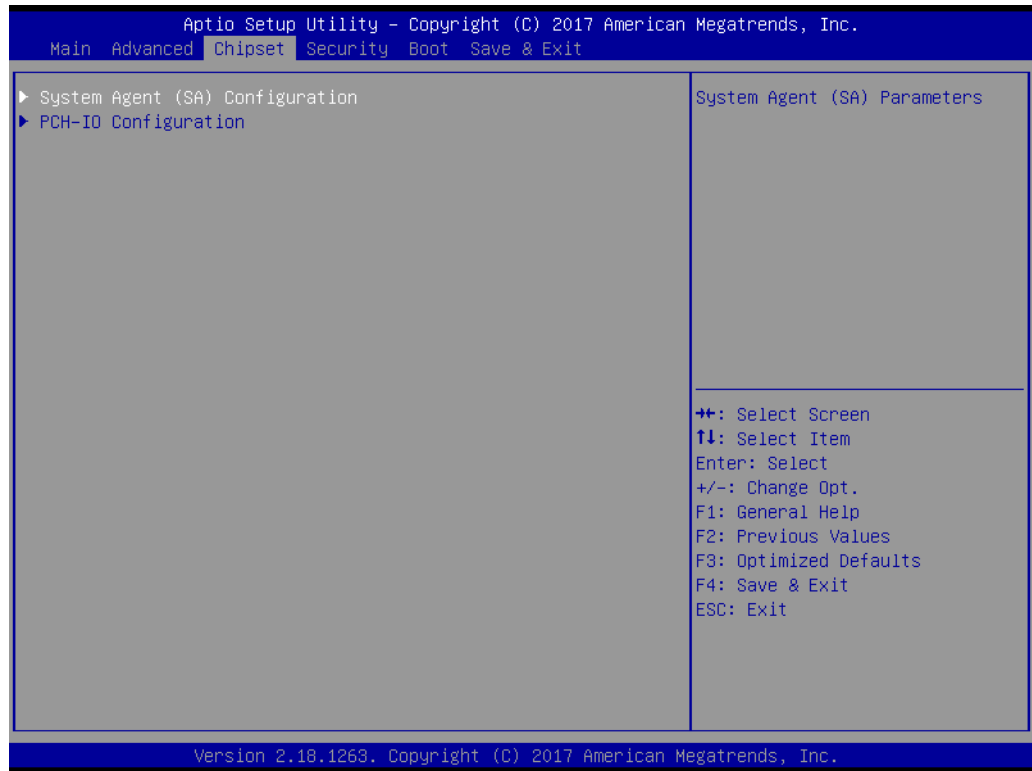 Aptio Setup Utility – Copyright (C) 2017 American Megatrends, Inc.
Main Advanced Chipset Security Boot Save & Exit
▶ System Agent (SA) Configuration
▶ PCH-IO Configuration
System Agent (SA) Parameters
→←: Select Screen
↑↓: Select Item
Enter: Select
+/-: Change Opt.
F1: General Help
F2: Previous Values
F3: Optimized Defaults
F4: Save & Exit
ESC: Exit
Version 2.18.1263. Copyright (C) 2017 American Megatrends, Inc.